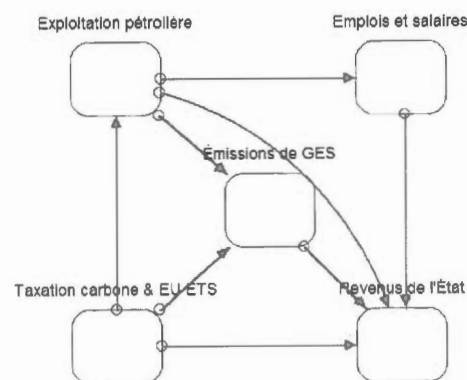 Exploitation pétrolière
Emplois et salaires
Émissions de GES
Taxation carbone & EU ETS
Revenus de l'État